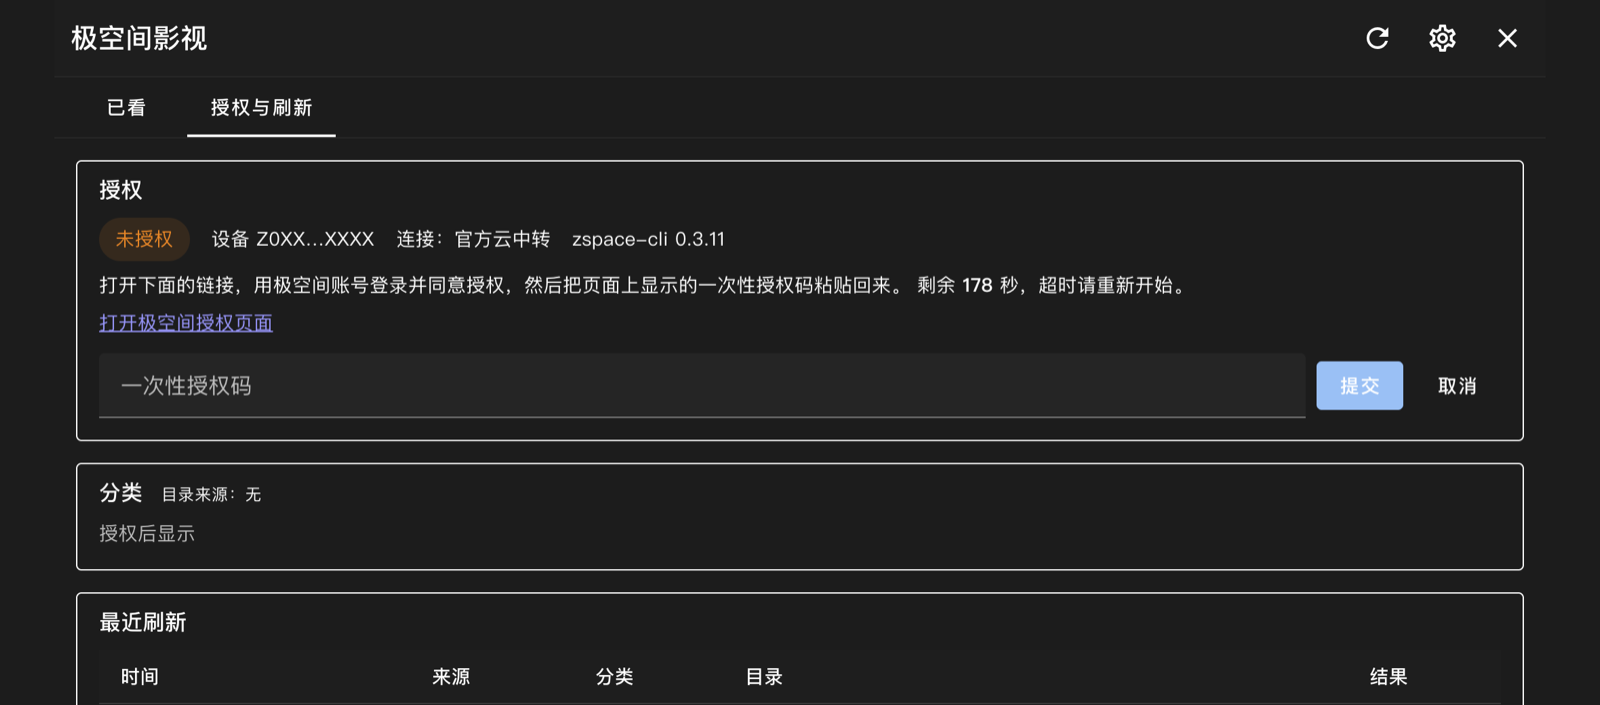 极空间影视
已看 授权与刷新
授权
未授权 设备 Z0XX...XXXX 连接：官方云中转 zspace-cli 0.3.11
打开下面的链接，用极空间账号登录并同意授权，然后把页面上显示的一次性授权码粘贴回来。 剩余 178 秒，超时请重新开始。
打开极空间授权页面
一次性授权码 提交 取消
分类 目录来源：无
授权后显示
最近刷新
时间 来源 分类 目录 结果